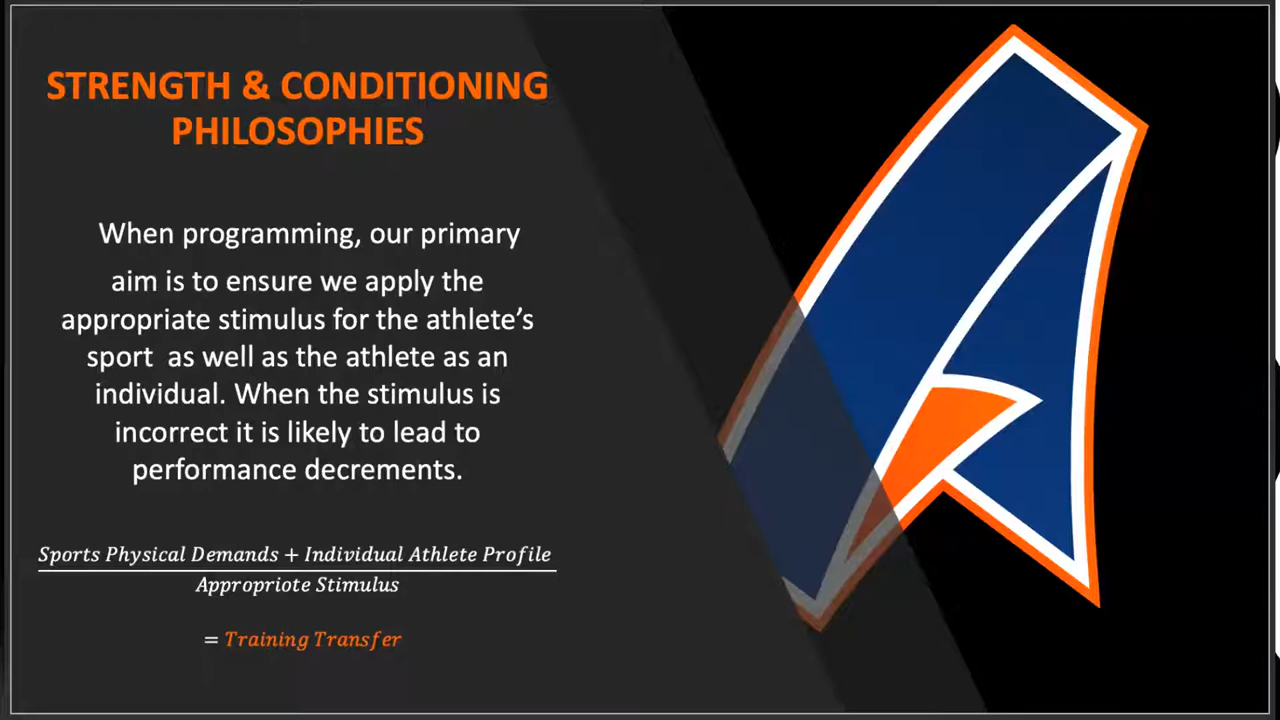 STRENGTH & CONDITIONING
PHILOSOPHIES
When programming, our primary
aim is to ensure we apply the
appropriate stimulus for the athlete’s
sport as well as the athlete as an
individual. When the stimulus is
incorrect it is likely to lead to
performance decrements.
Sports Physical Demands + Individual Athlete Profile
Appropriote Stimulus
= Training Transfer